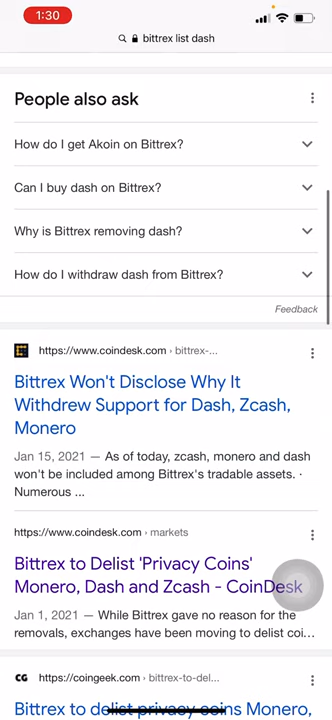 1:30
bittrex list dash
People also ask
How do I get Akoin on Bittrex?
Can I buy dash on Bittrex?
Why is Bittrex removing dash?
How do I withdraw dash from Bittrex?
Feedback
https://www.coindesk.com › bittrex-...
Bittrex Won't Disclose Why It
Withdrew Support for Dash, Zcash,
Monero
Jan 15, 2021 — As of today, zcash, monero and dash
won't be included among Bittrex's tradable assets. ·
Numerous ...
https://www.coindesk.com › markets
Bittrex to Delist 'Privacy Coins'
Monero, Dash and Zcash - CoinDesk
Jan 1, 2021 — While Bittrex gave no reason for the
removals, exchanges have been moving to delist coi...
CG https://coingeek.com › bittrex-to-del...
Bittrex to delist privacy coins Monero,